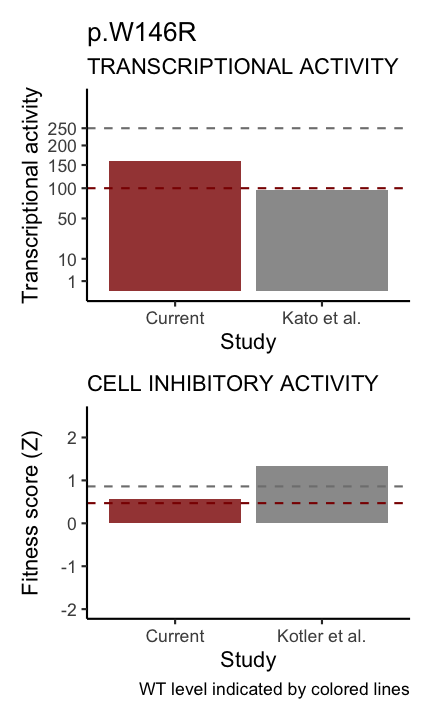 p.W146R
TRANSCRIPTIONAL ACTIVITY
Transcriptional activity
250
200
150
100
50
10
1
Current
Kato et al.
Study
CELL INHIBITORY ACTIVITY
Fitness score (Z)
2
1
0
-1
-2
Current
Kotler et al.
Study
WT level indicated by colored lines